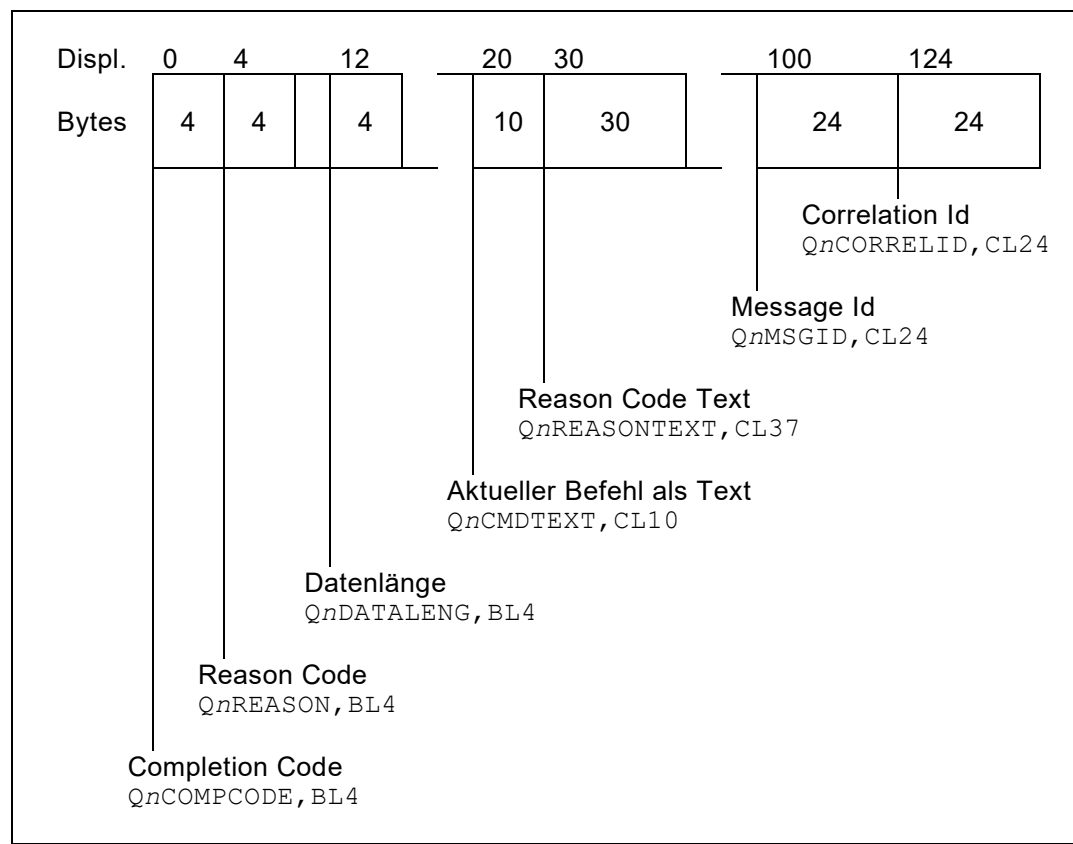 Displ. 0 4 12 20 30 100 124
Bytes 4 4 4 10 30 24 24
Correlation Id
QnCORRELID,CL24
Message Id
QnMSGID,CL24
Reason Code Text
QnREASONTEXT,CL37
Aktueller Befehl als Text
QnCMDTEXT,CL10
Datenlänge
QnDATALENG,BL4
Reason Code
QnREASON,BL4
Completion Code
QnCOMPCODE,BL4